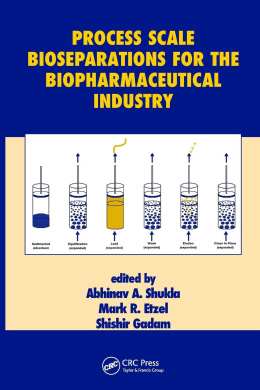 PROCESS SCALE
BIOSEPARATIONS FOR THE
BIOPHARMACEUTICAL
INDUSTRY
Sedimented Equilibration Load Wash Elution Clean In Place
Adsorbent (expanded) (expanded) (expanded) (expanded) (expanded)
edited by
Abhinav A. Shukla
Mark R. Etzel
Shishir Gadam
CRC CRC Press
Taylor & Francis Group